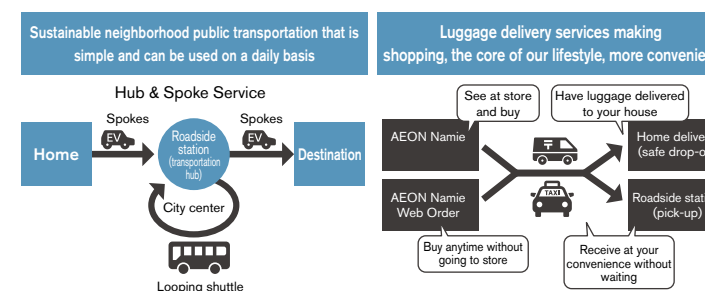 Sustainable neighborhood public transportation that is
simple and can be used on a daily basis
Hub & Spoke Service
Spokes
Spokes
EV
EV
Home
Roadside
station
(transportation
hub)
Destination
City center
Looping shuttle
Luggage delivery services making
shopping, the core of our lifestyle, more convenie
See at store
and buy
Have luggage delivered
to your house
AEON Namie
〒
Home delive
(safe drop-o
TAXI
AEON Namie
Web Order
Roadside stati
(pick-up)
Buy anytime without
going to store
Receive at your
convenience without
waiting